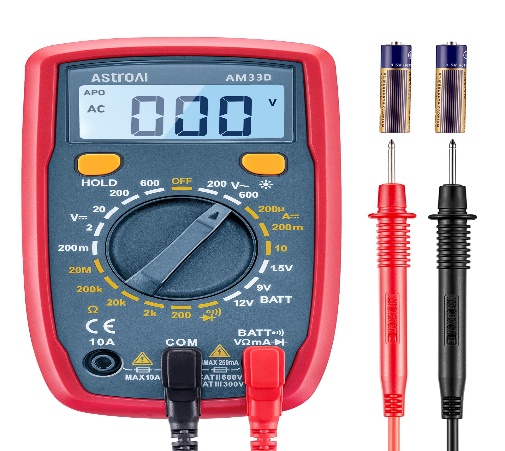 ASTROAI AM33D
APO
AC 000 V
HOLD
600 OFF 200 V~
200 600
20 200µ
V⎓ A⎓
2 200m
200m 10
20M 1.5V
200k 9V
20k 12V BATT
Ω 2k 200
CE
10A COM BATT
VΩmA
MAX10A MAX 250mA
CAT II 600V
CAT III 300V